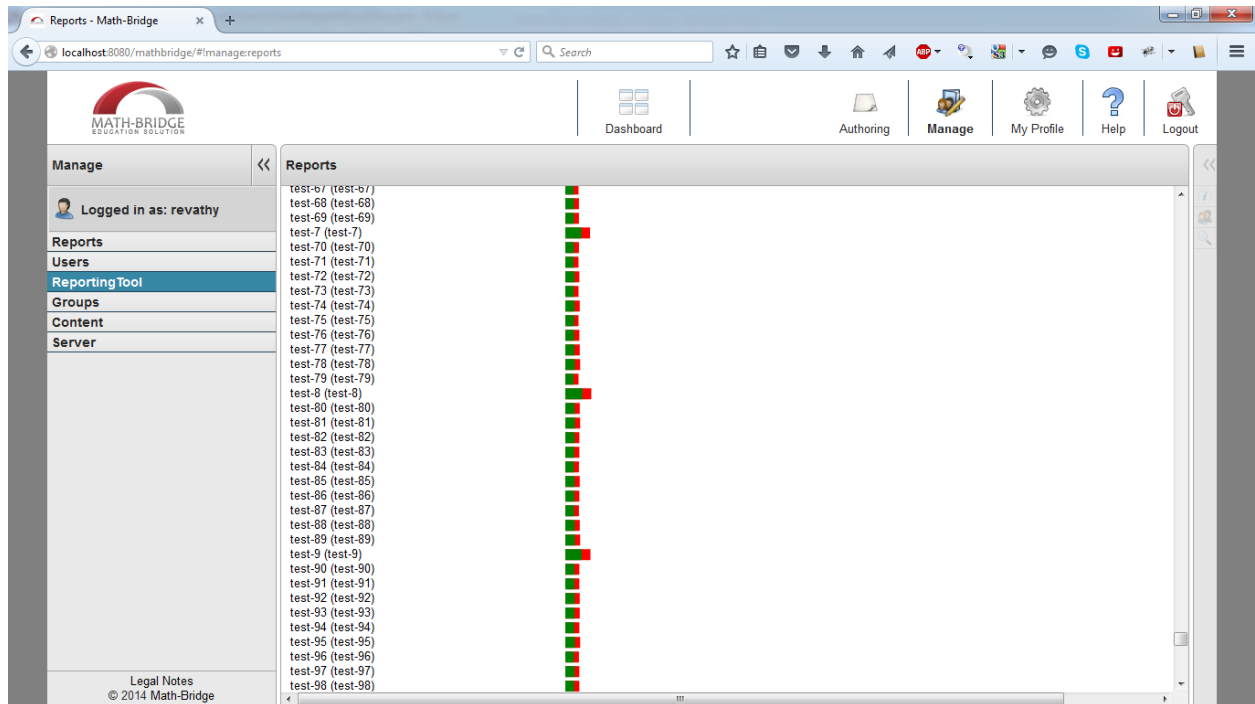 Reports - Math-Bridge
localhost:8080/mathbridge/#!manage:reports
Search
ABP
MATH-BRIDGE
EDUCATION SOLUTION
Dashboard
Authoring
Manage
My Profile
Help
Logout
Manage
Reports
Logged in as: revathy
Reports
Users
ReportingTool
Groups
Content
Server
test-67 (test-67)
test-68 (test-68)
test-69 (test-69)
test-7 (test-7)
test-70 (test-70)
test-71 (test-71)
test-72 (test-72)
test-73 (test-73)
test-74 (test-74)
test-75 (test-75)
test-76 (test-76)
test-77 (test-77)
test-78 (test-78)
test-79 (test-79)
test-8 (test-8)
test-80 (test-80)
test-81 (test-81)
test-82 (test-82)
test-83 (test-83)
test-84 (test-84)
test-85 (test-85)
test-86 (test-86)
test-87 (test-87)
test-88 (test-88)
test-89 (test-89)
test-9 (test-9)
test-90 (test-90)
test-91 (test-91)
test-92 (test-92)
test-93 (test-93)
test-94 (test-94)
test-95 (test-95)
test-96 (test-96)
test-97 (test-97)
test-98 (test-98)
Legal Notes
© 2014 Math-Bridge